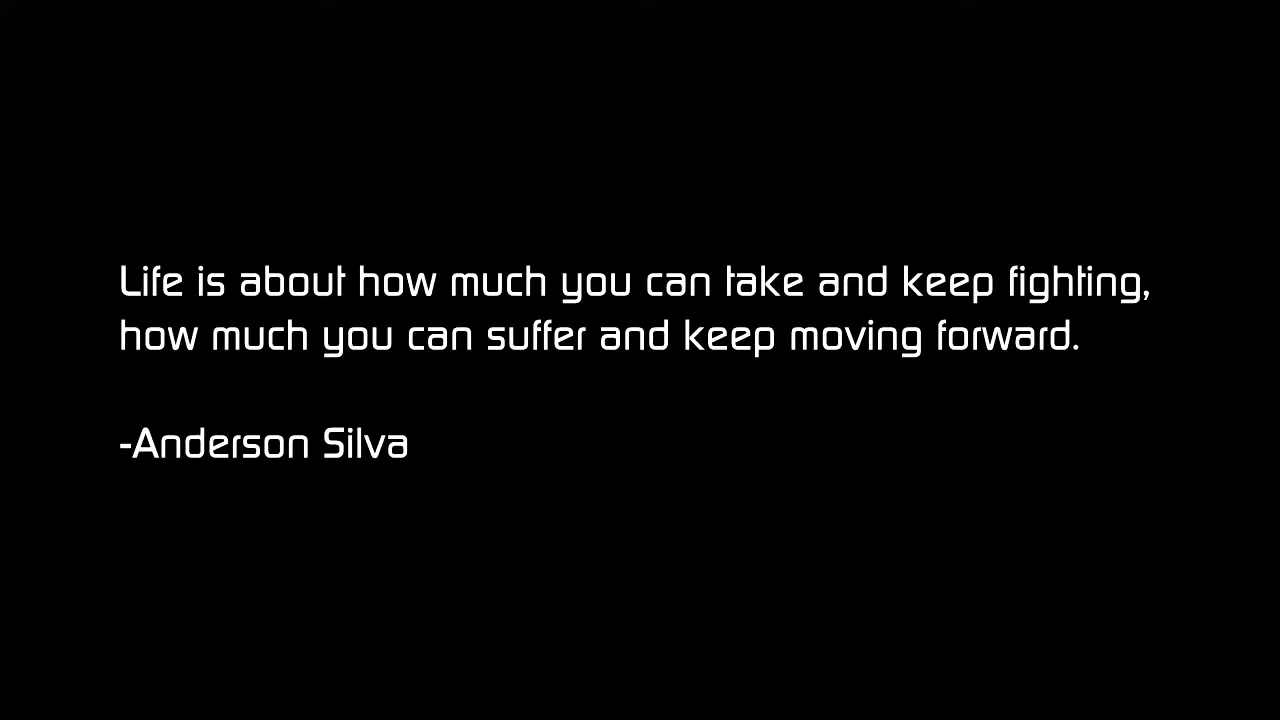 Life is about how much you can take and keep fighting,
how much you can suffer and keep moving forward.
-Anderson Silva